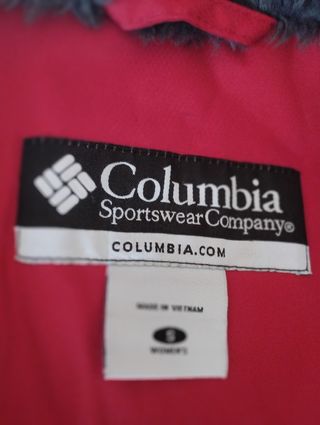 Columbia
Sportswear Company®
COLUMBIA.COM
MADE IN VIETNAM
S
WOMEN'S